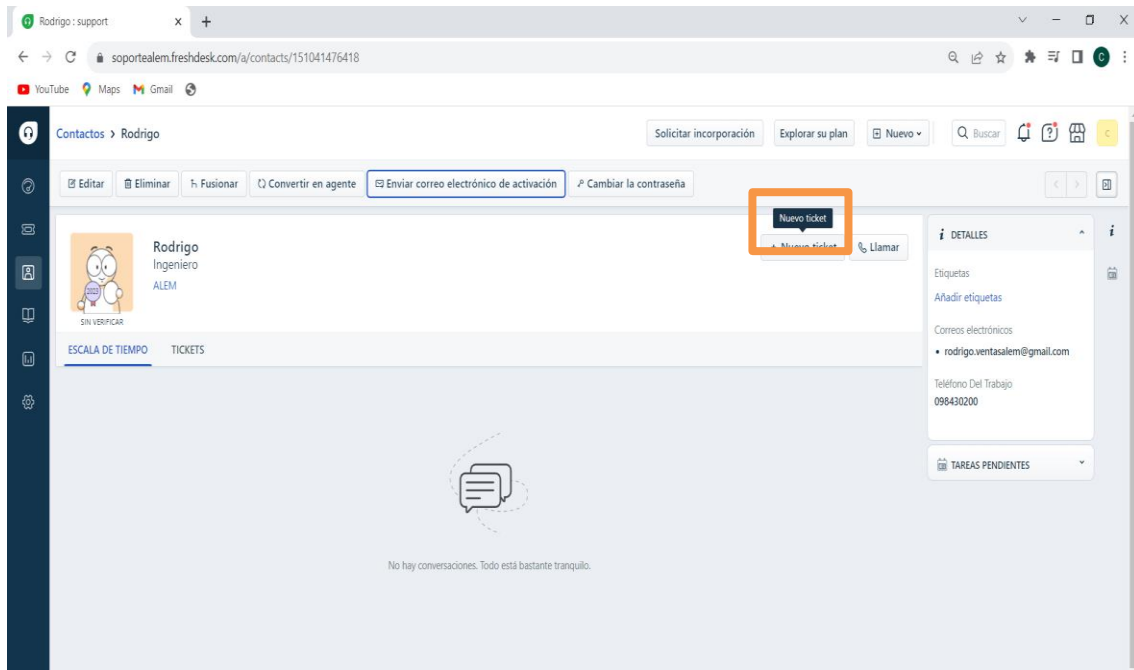 Rodrigo : support
soportealem.freshdesk.com/a/contacts/151041476418
C
YouTube Maps Gmail
Contactos > Rodrigo
Solicitar incorporación Explorar su plan Nuevo Buscar C
Editar Eliminar Fusionar Convertir en agente Enviar correo electrónico de activación Cambiar la contraseña
Nuevo ticket
+ Nuevo ticket Llamar
Rodrigo
Ingeniero
ALEM
2023
SIN VERIFICAR
ESCALA DE TIEMPO TICKETS
No hay conversaciones. Todo está bastante tranquilo.
DETALLES
Etiquetas
Añadir etiquetas
Correos electrónicos
• rodrigo.ventasalem@gmail.com
Teléfono Del Trabajo
098430200
TAREAS PENDIENTES